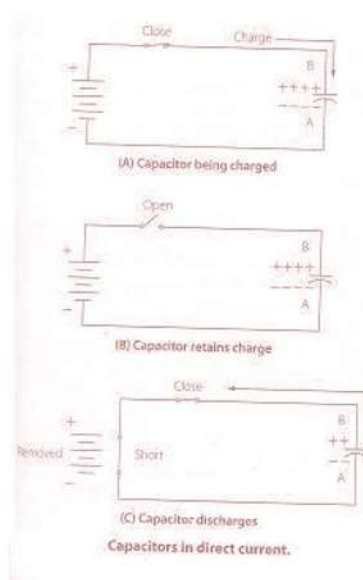 Close Charge
+ B
++++
– – – – –
A
(A) Capacitor being charged
Open
+ B
++++
– – – – –
A
(B) Capacitor retains charge
Close
+ B
Removed Short ++
– – –
A
(C) Capacitor discharges
Capacitors in direct current.